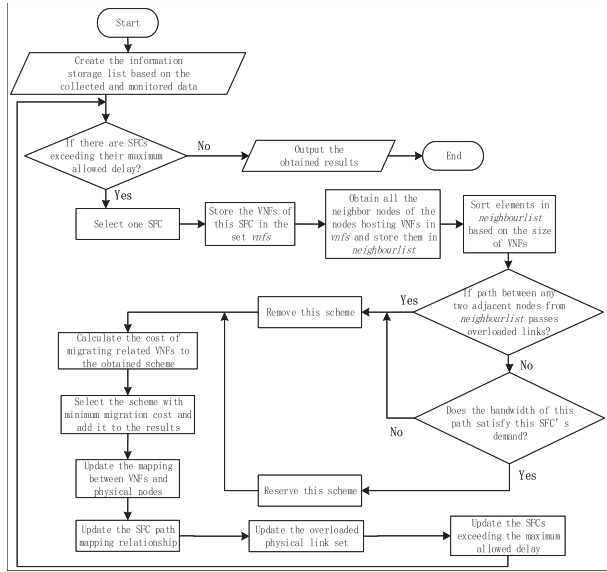 Start
Create the information
storage list based on the
collected and monitored data
If there are SFCs
exceeding their maximum
allowed delay?
No
Output the
obtained results
End
Yes
Select one SFC
Store the VNFs of
this SFC in the
set vnfs
Obtain all the
neighbor nodes of the
nodes hosting VNFs in
vnfs and store them in
neighbourlist
Sort elements in
neighbourlist
based on the size
of VNFs
If path between any
two adjacent nodes from
neighbourlist passes
overloaded links?
Yes
Remove this scheme
No
Calculate the cost of
migrating related VNFs to
the obtained scheme
Does the bandwidth of this
path satisfy this SFC's
demand?
No
Yes
Select the scheme with
minimum migration cost and
add it to the results
Reserve this scheme
Update the mapping
between VNFs and
physical nodes
Update the SFC path
mapping relationship
Update the overloaded
physical link set
Update the SFCs
exceeding the maximum
allowed delay